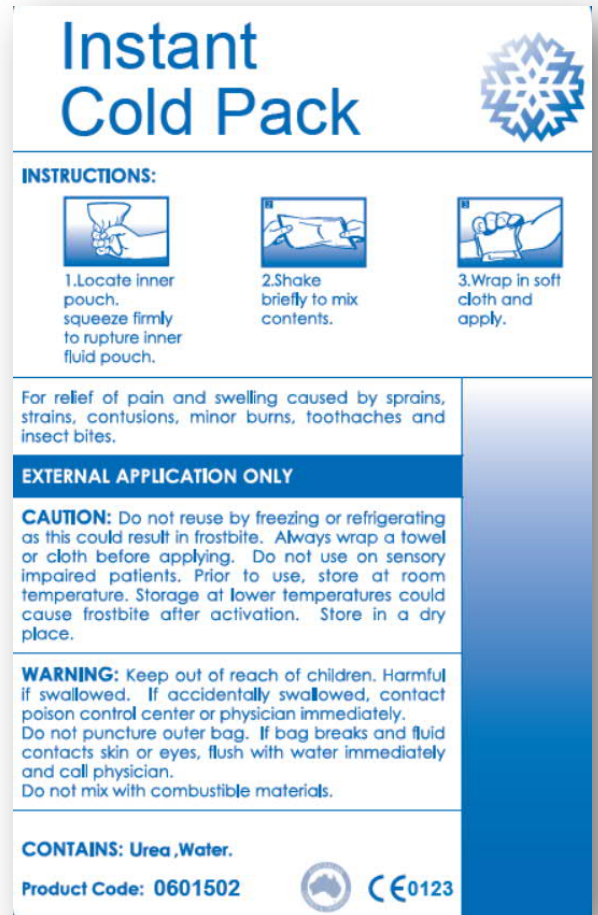 Instant
Cold Pack
INSTRUCTIONS:
2
3
1.Locate inner
pouch.
squeeze firmly
to rupture inner
fluid pouch.
2.Shake
briefly to mix
contents.
3.Wrap in soft
cloth and
apply.
For relief of pain and swelling caused by sprains,
strains, contusions, minor burns, toothaches and
insect bites.
EXTERNAL APPLICATION ONLY
CAUTION: Do not reuse by freezing or refrigerating
as this could result in frostbite. Always wrap a towel
or cloth before applying. Do not use on sensory
impaired patients. Prior to use, store at room
temperature. Storage at lower temperatures could
cause frostbite after activation. Store in a dry
place.
WARNING: Keep out of reach of children. Harmful
if swallowed. If accidentally swallowed, contact
poison control center or physician immediately.
Do not puncture outer bag. If bag breaks and fluid
contacts skin or eyes, flush with water immediately
and call physician.
Do not mix with combustible materials.
CONTAINS: Urea ,Water.
Product Code: 0601502
CE0123